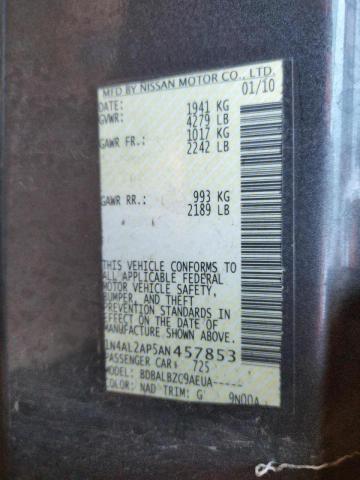 MFD BY NISSAN MOTOR CO., LTD.
DATE: 01/10
GVWR: 1941 KG
4279 LB
GAWR FR.: 1017 KG
2242 LB
GAWR RR.: 993 KG
2189 LB
THIS VEHICLE CONFORMS TO
ALL APPLICABLE FEDERAL
MOTOR VEHICLE SAFETY,
BUMPER, AND THEFT
PREVENTION STANDARDS IN
EFFECT ON THE DATE OF
MANUFACTURE SHOWN ABOVE.
1N4AL2AP5AN457853
PASSENGER CAR 725
MODEL: BDBALBZC9AEUA-----
COLOR: NAD TRIM: G 9N00A